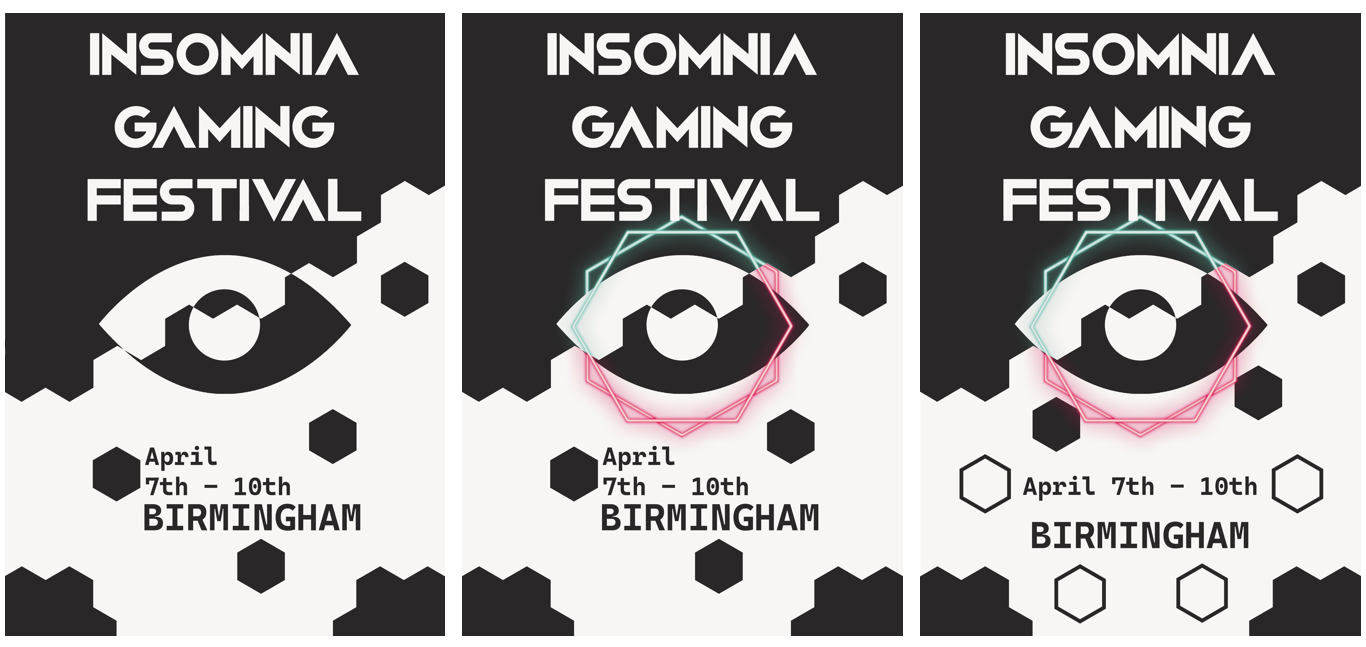 INSOMNIA
GAMING
FESTIVAL
April
7th - 10th
BIRMINGHAM
INSOMNIA
GAMING
FESTIVAL
April
7th - 10th
BIRMINGHAM
INSOMNIA
GAMING
FESTIVAL
April 7th - 10th
BIRMINGHAM